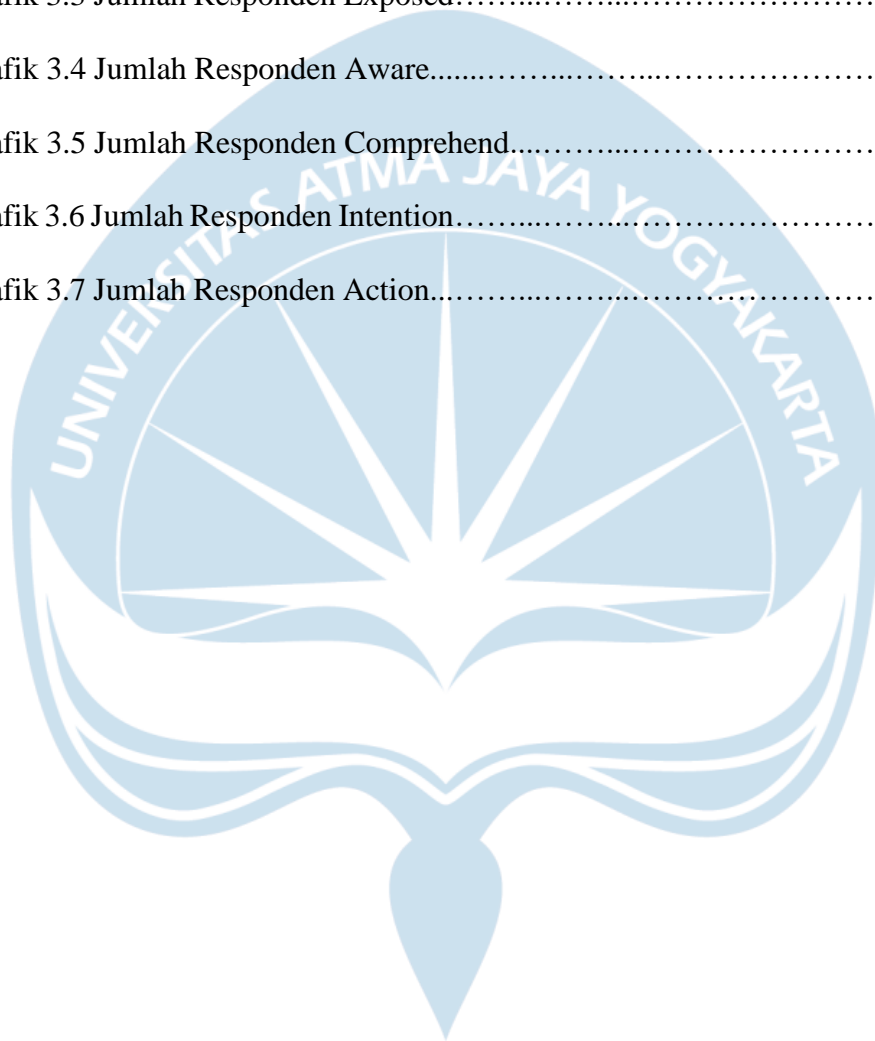 afik 3.3 Jumlah Responden Exposed……...……...……………………
afik 3.4 Jumlah Responden Aware.......……...……...…………………
afik 3.5 Jumlah Responden Comprehend....……...……………………
afik 3.6 Jumlah Responden Intention……...……...……………………
afik 3.7 Jumlah Responden Action...……...……...……………………
UNIVERSITAS ATMA JAYA YOGYAKARTA